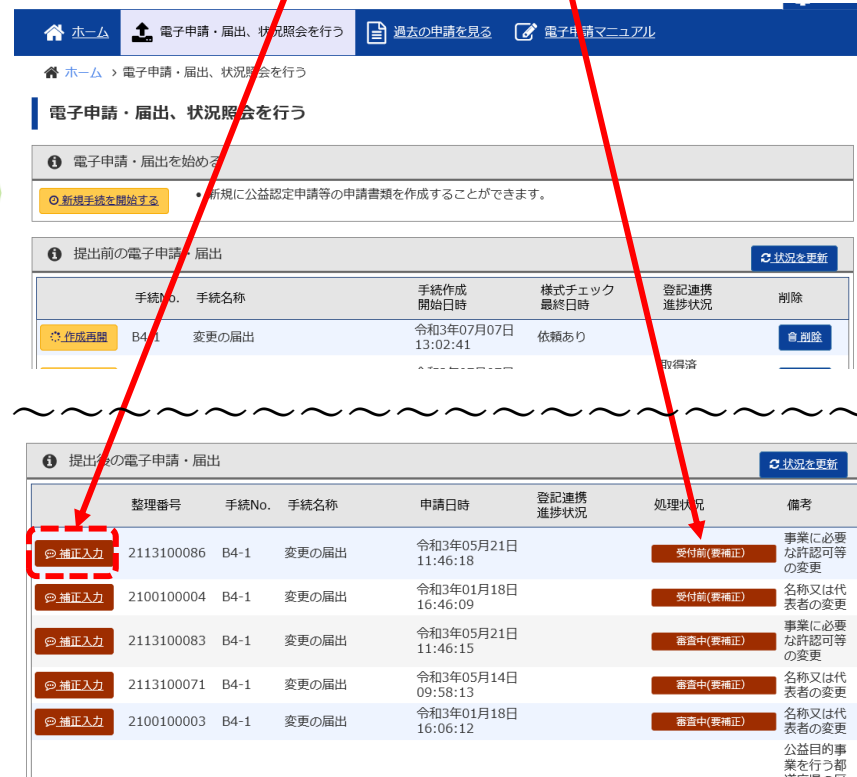 ホーム 電子申請・届出、状況照会を行う 過去の申請を見る 電子申請マニュアル
ホーム > 電子申請・届出、状況照会を行う
電子申請・届出、状況照会を行う
電子申請・届出を始める
新規手続を開始する • 新規に公益認定申請等の申請書類を作成することができます。
提出前の電子申請・届出 状況を更新
手続No. 手続名称 手続作成 様式チェック 登記連携 削除
開始日時 最終日時 進捗状況
作成再開 B4-1 変更の届出 令和3年07月07日 依頼あり 削除
13:02:41
取得済
提出後の電子申請・届出 状況を更新
整理番号 手続No. 手続名称 申請日時 登記連携 処理状況 備考
進捗状況
補正入力 2113100086 B4-1 変更の届出 令和3年05月21日 受付前(要補正) 事業に必要
11:46:18 な許認可等
の変更
補正入力 2100100004 B4-1 変更の届出 令和3年01月18日 受付前(要補正) 名称又は代
16:46:09 表者の変更
補正入力 2113100083 B4-1 変更の届出 令和3年05月21日 審査中(要補正) 事業に必要
11:46:15 な許認可等
の変更
補正入力 2113100071 B4-1 変更の届出 令和3年05月14日 審査中(要補正) 名称又は代
09:58:13 表者の変更
補正入力 2100100003 B4-1 変更の届出 令和3年01月18日 審査中(要補正) 名称又は代
16:06:12 表者の変更
公益目的事
業を行う都